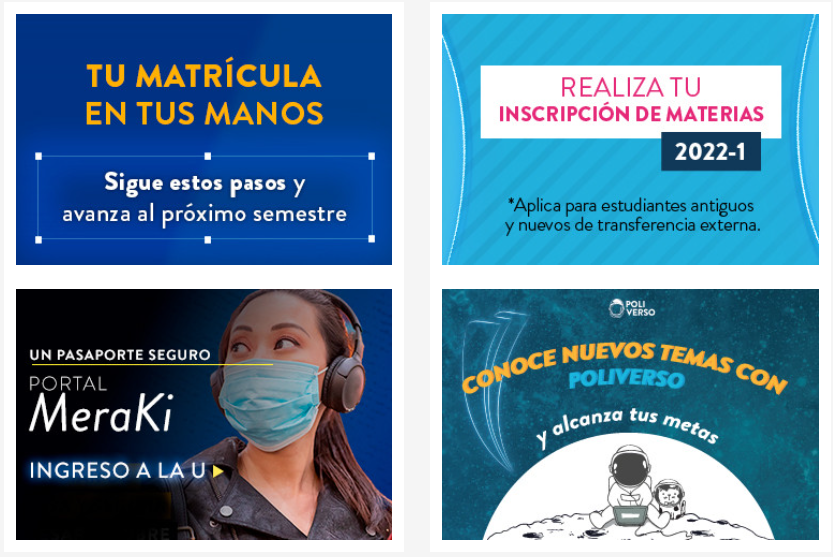 TU MATRÍCULA
EN TUS MANOS
Sigue estos pasos y
avanza al próximo semestre
REALIZA TU
INSCRIPCIÓN DE MATERIAS
2022-1
*Aplica para estudiantes antiguos
y nuevos de transferencia externa.
UN PASAPORTE SEGURO
PORTAL
MeraKi
INGRESO A LA U
POLI
VERSO
CONOCE NUEVOS TEMAS CON
POLIVERSO
y alcanza tus metas